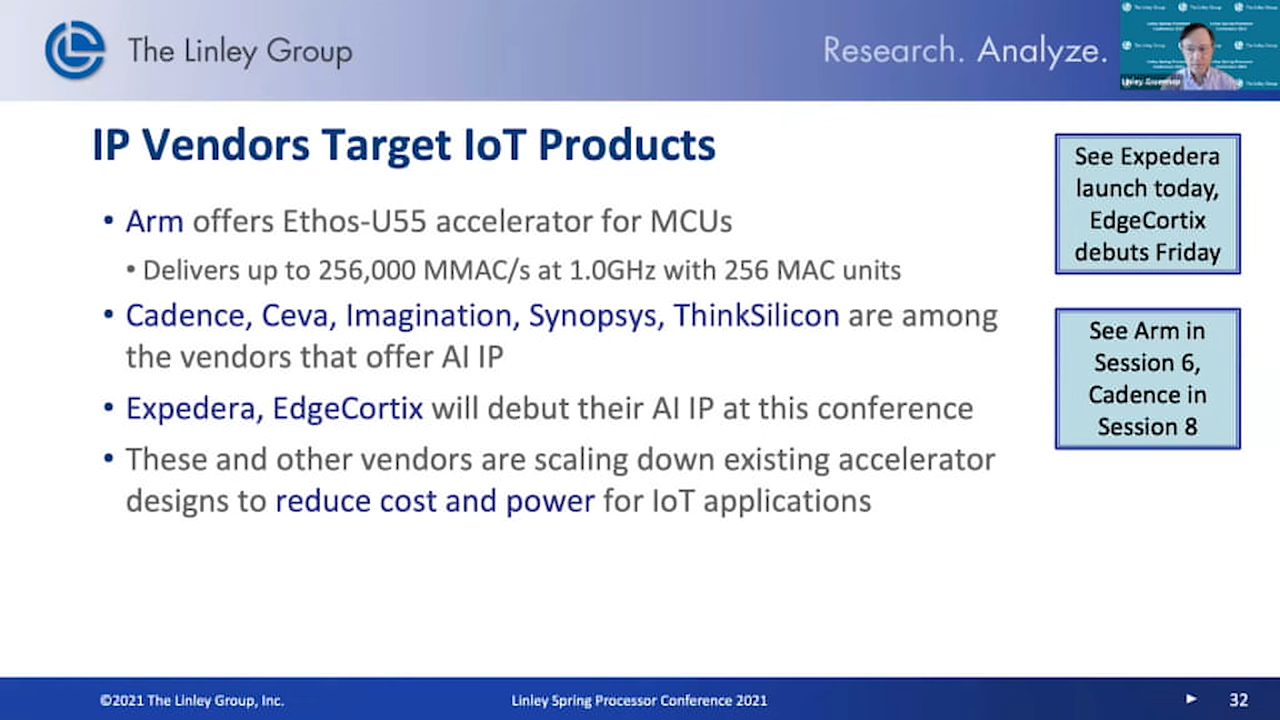 The Linley Group
Research. Analyze.
IP Vendors Target IoT Products
• Arm offers Ethos-U55 accelerator for MCUs
• Delivers up to 256,000 MMAC/s at 1.0GHz with 256 MAC units
• Cadence, Ceva, Imagination, Synopsys, ThinkSilicon are among
the vendors that offer AI IP
• Expedera, EdgeCortix will debut their AI IP at this conference
• These and other vendors are scaling down existing accelerator
designs to reduce cost and power for IoT applications
See Expedera
launch today,
EdgeCortix
debuts Friday
See Arm in
Session 6,
Cadence in
Session 8
©2021 The Linley Group, Inc.
Linley Spring Processor Conference 2021
32